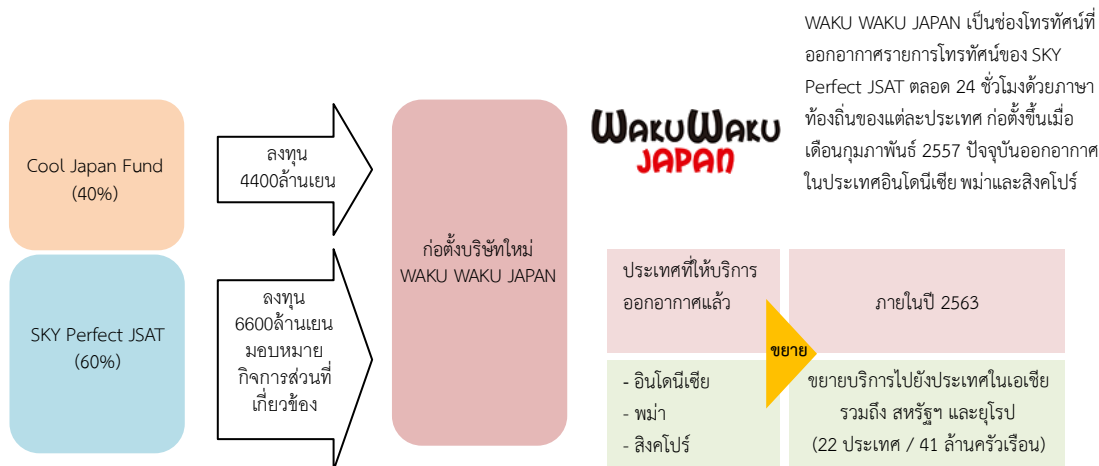 WAKU WAKU JAPAN เป็นช่องโทรทัศน์ที่
ออกอากาศรายการโทรทัศน์ของ SKY
Perfect JSAT ตลอด 24 ชั่วโมงด้วยภาษา
ท้องถิ่นของแต่ละประเทศ ก่อตั้งขึ้นเมื่อ
เดือนกุมภาพันธ์ 2557 ปัจจุบันออกอากาศ
ในประเทศอินโดนีเซีย พม่าและสิงคโปร์
Cool Japan Fund
(40%)
ลงทุน
4400ล้านเยน
SKY Perfect JSAT
(60%)
ลงทุน
6600ล้านเยน
มอบหมาย
กิจการส่วนที่
เกี่ยวข้อง
ก่อตั้งบริษัทใหม่
WAKU WAKU JAPAN
WAKUWAKU
JAPAN
ประเทศที่ให้บริการ
ออกอากาศแล้ว
ภายในปี 2563
ขยาย
- อินโดนีเซีย
- พม่า
- สิงคโปร์
ขยายบริการไปยังประเทศในเอเชีย
รวมถึง สหรัฐฯ และยุโรป
(22 ประเทศ / 41 ล้านครัวเรือน)